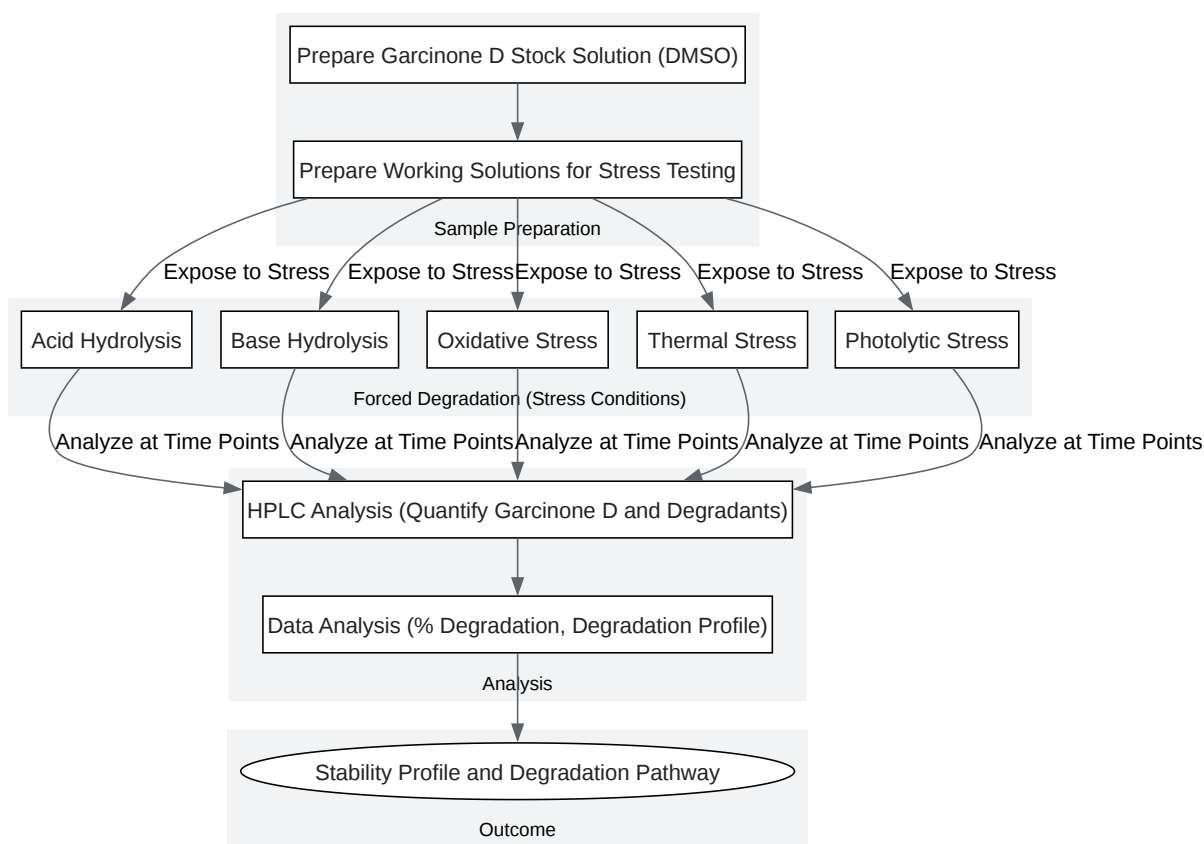 Prepare Garcinone D Stock Solution (DMSO)
Prepare Working Solutions for Stress Testing
Sample Preparation
Expose to Stress
Expose to Stress
Expose to Stress
Expose to Stress
Expose to Stress
Acid Hydrolysis
Base Hydrolysis
Oxidative Stress
Thermal Stress
Photolytic Stress
Forced Degradation (Stress Conditions)
Analyze at Time Points
Analyze at Time Points
Analyze at Time Points
Analyze at Time Points
Analyze at Time Points
HPLC Analysis (Quantify Garcinone D and Degradants)
Data Analysis (% Degradation, Degradation Profile)
Analysis
Stability Profile and Degradation Pathway
Outcome